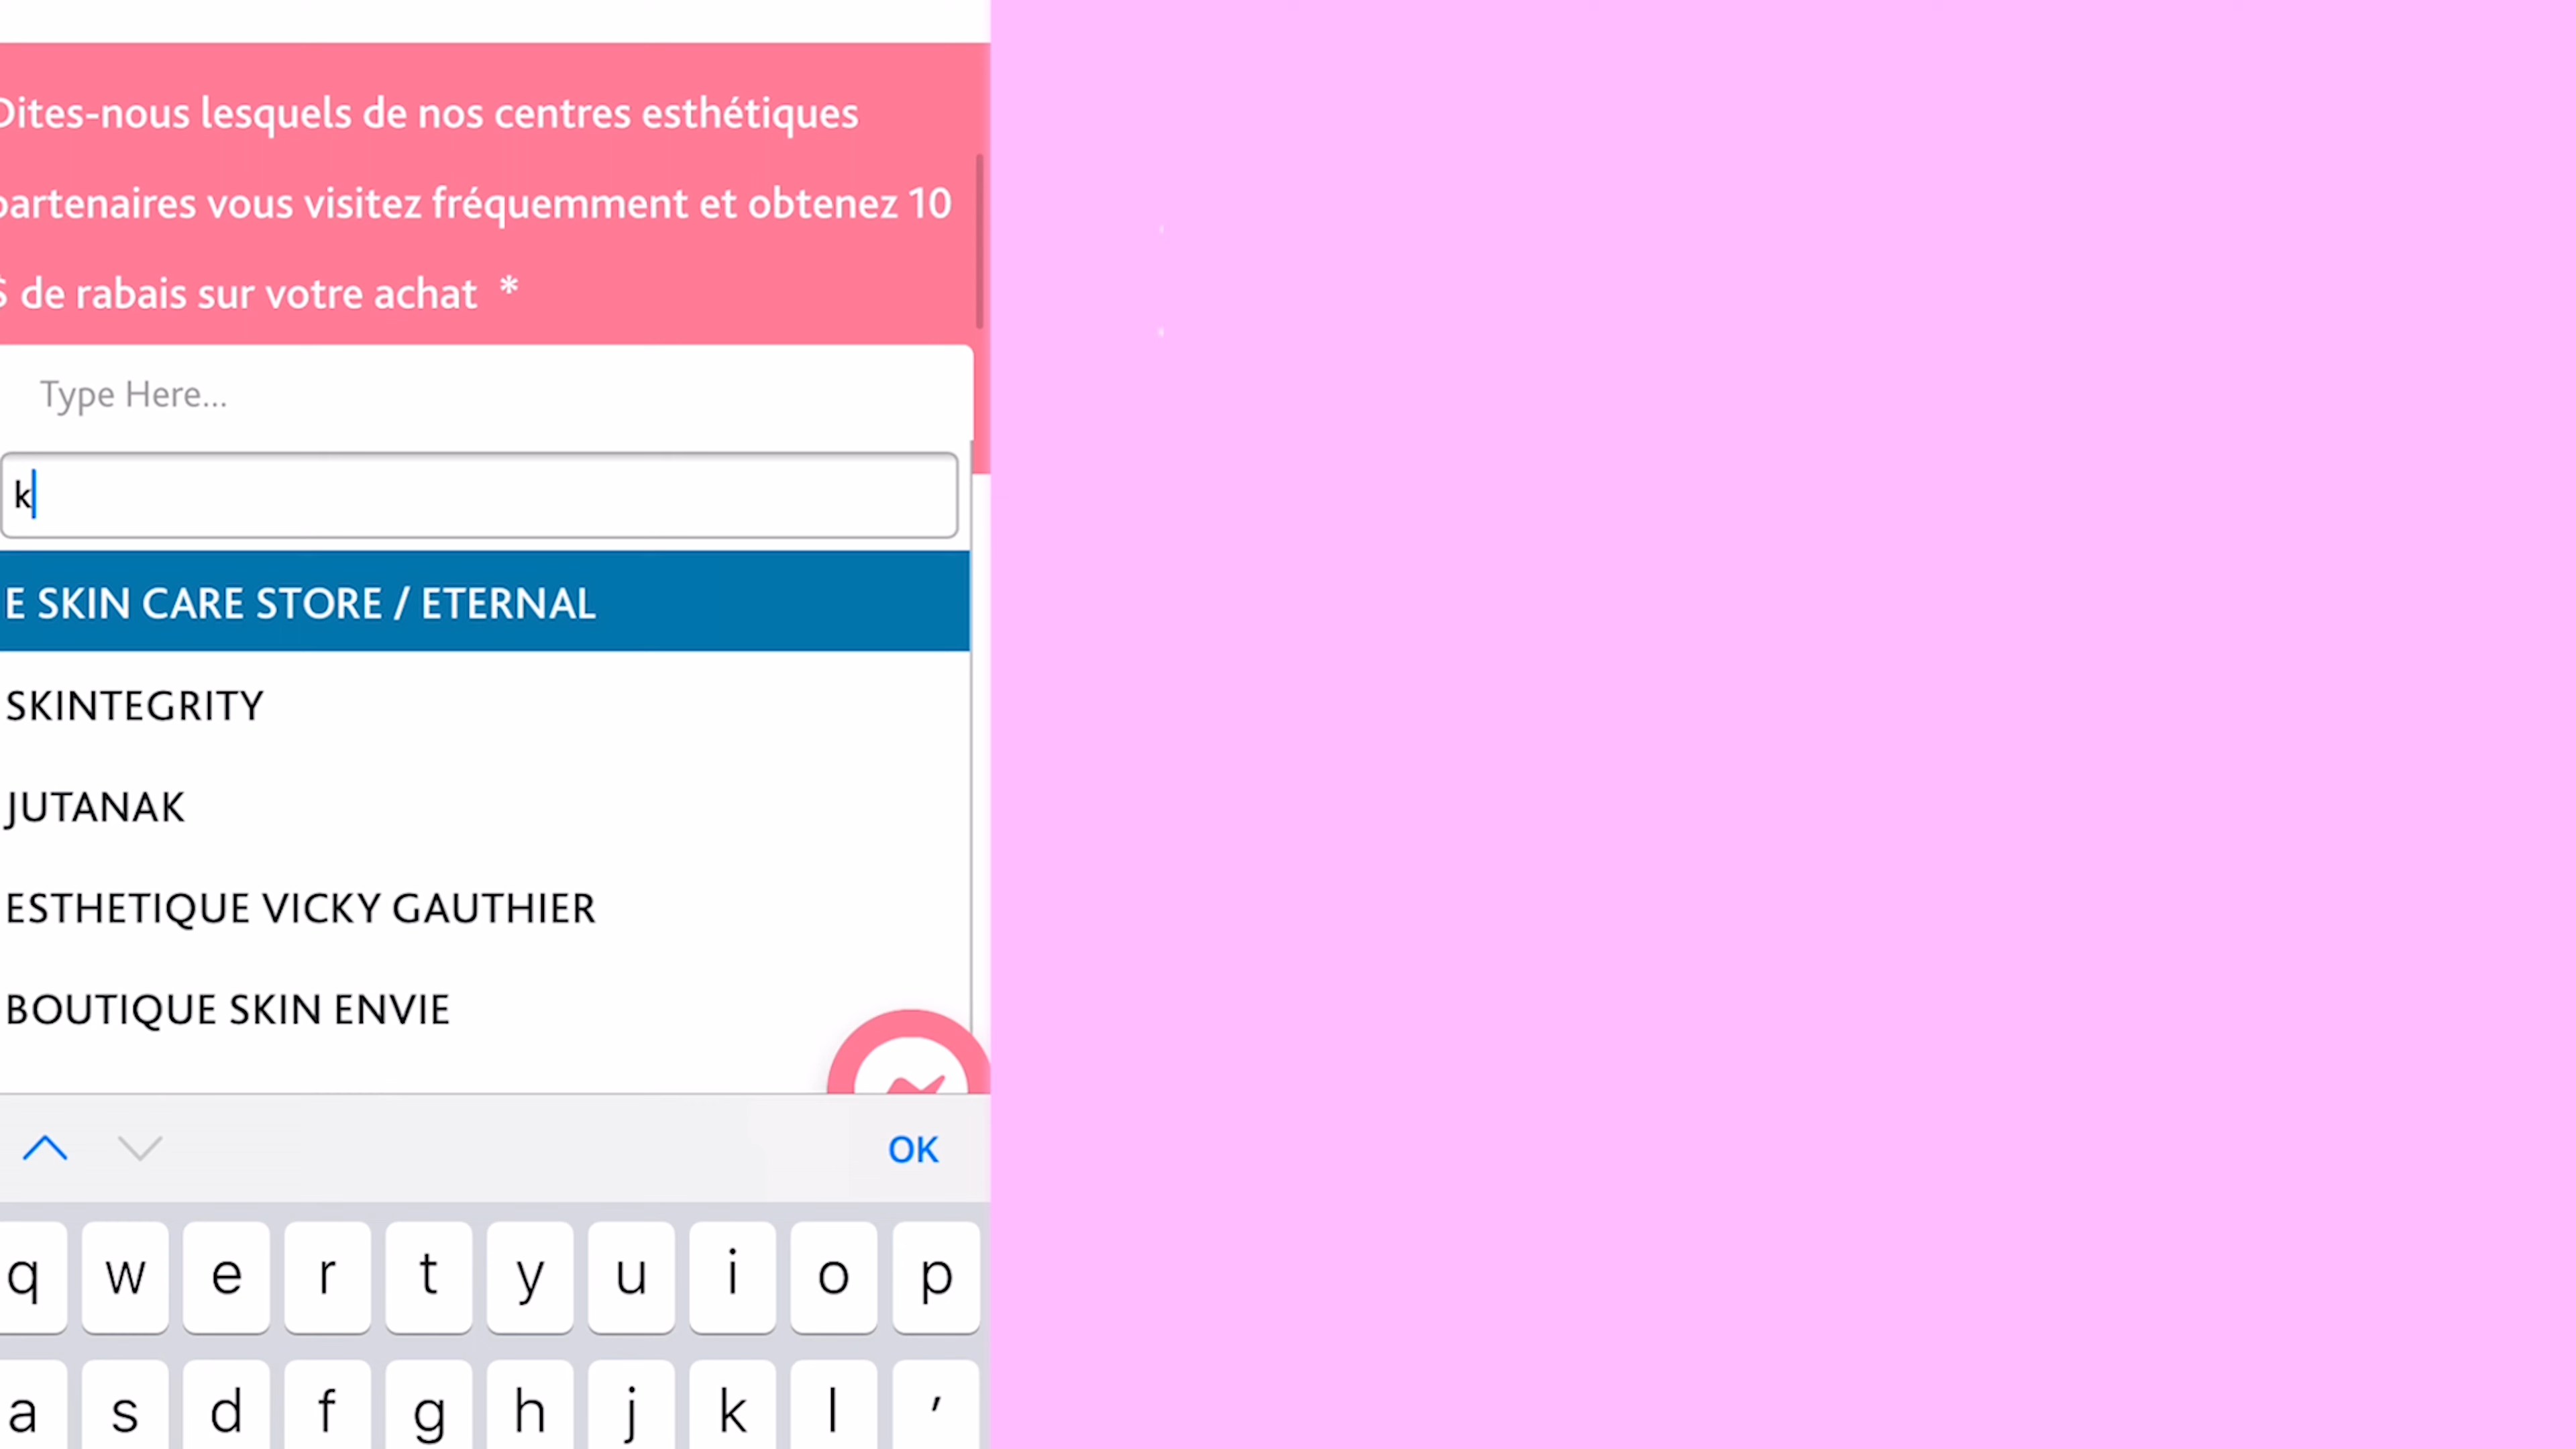 Dites-nous lesquels de nos centres esthétiques
partenaires vous visitez fréquemment et obtenez 10
$ de rabais sur votre achat *
Type Here...
k
E SKIN CARE STORE / ETERNAL
SKINTEGRITY
JUTANAK
ESTHETIQUE VICKY GAUTHIER
BOUTIQUE SKIN ENVIE
OK
q w e r t y u i o p
a s d f g h j k l ′